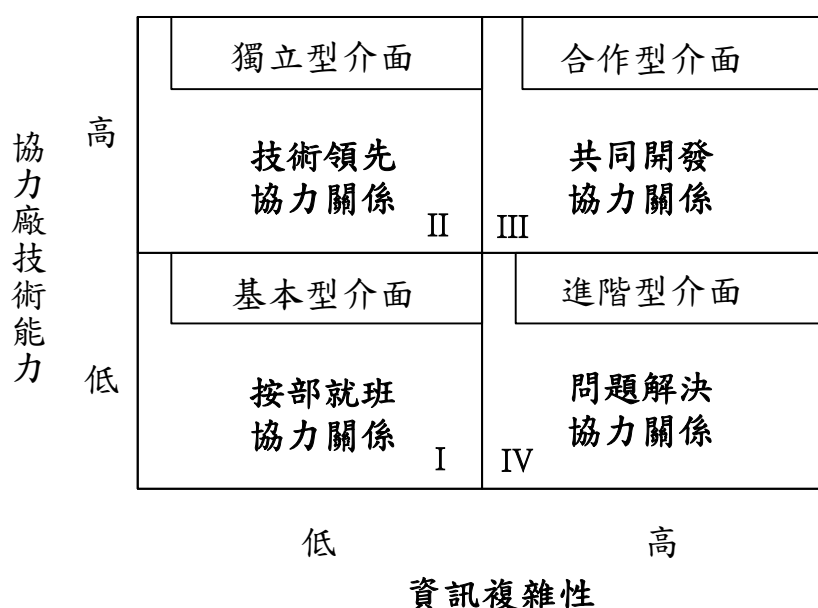 獨立型介面
合作型介面
技術領先
協力關係
II
共同開發
協力關係
III
高
協力廠技術能力
基本型介面
進階型介面
按部就班
協力關係
I
問題解決
協力關係
IV
低
低
高
資訊複雜性